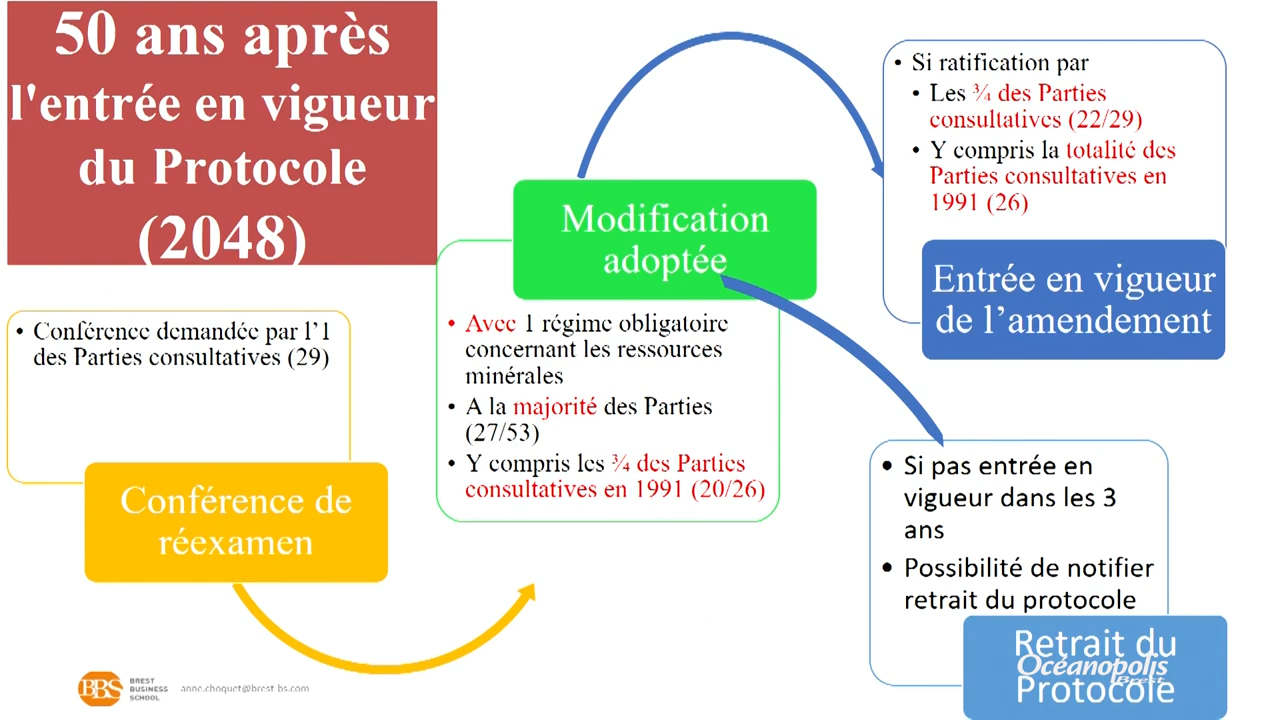 50 ans après
l'entrée en vigueur
du Protocole
(2048)
• Conférence demandée par l'1
des Parties consultatives (29)
Conférence de
réexamen
Modification
adoptée
• Avec 1 régime obligatoire
concernant les ressources
minérales
• A la majorité des Parties
(27/53)
• Y compris les ¾ des Parties
consultatives en 1991 (20/26)
• Si ratification par
• Les ¾ des Parties
consultatives (22/29)
• Y compris la totalité des
Parties consultatives en
1991 (26)
Entrée en vigueur
de l'amendement
• Si pas entrée en
vigueur dans les 3
ans
• Possibilité de notifier
retrait du protocole
Retrait du
Protocole
Océanopolis
Brest
BBS
BREST
BUSINESS
SCHOOL
anne.choquet@brest-bs.com